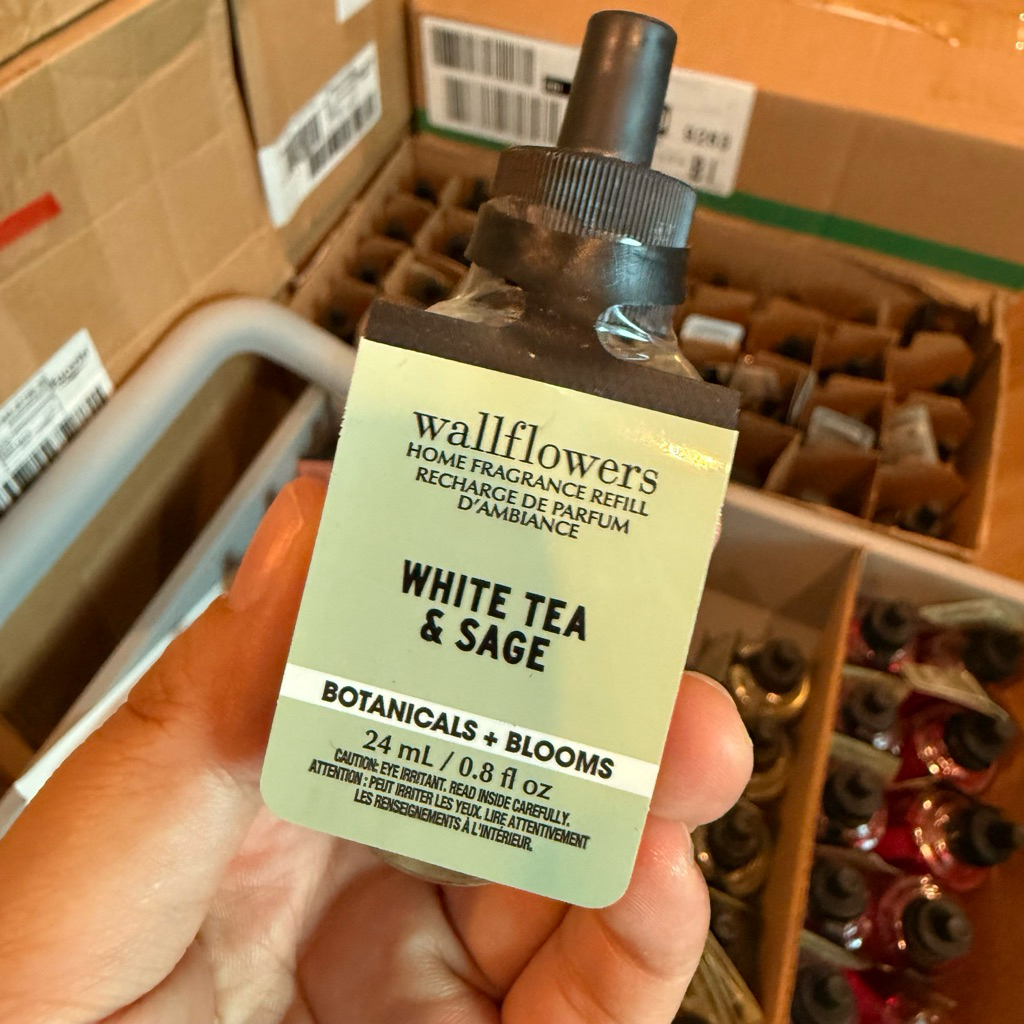 wallflowers
HOME FRAGRANCE REFILL
RECHARGE DE PARFUM
D'AMBIANCE
WHITE TEA
& SAGE
BOTANICALS + BLOOMS
24 mL / 0.8 fl oz
CAUTION: EYE IRRITANT. READ INSIDE CAREFULLY.
ATTENTION : PEUT IRRITER LES YEUX. LIRE ATTENTIVEMENT
LES RENSEIGNEMENTS À L'INTÉRIEUR.